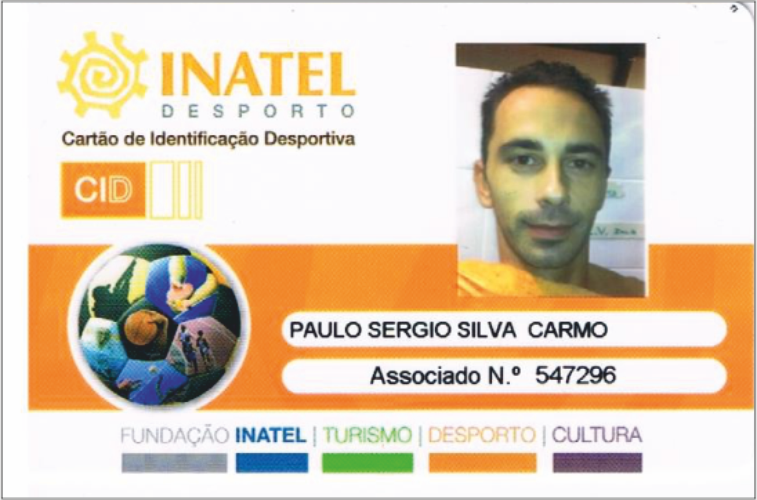 INATEL
DESPORTO
Cartão de Identificação Desportiva
CID
PAULO SERGIO SILVA CARMO
Associado N.º 547296
FUNDAÇÃO INATEL | TURISMO | DESPORTO | CULTURA